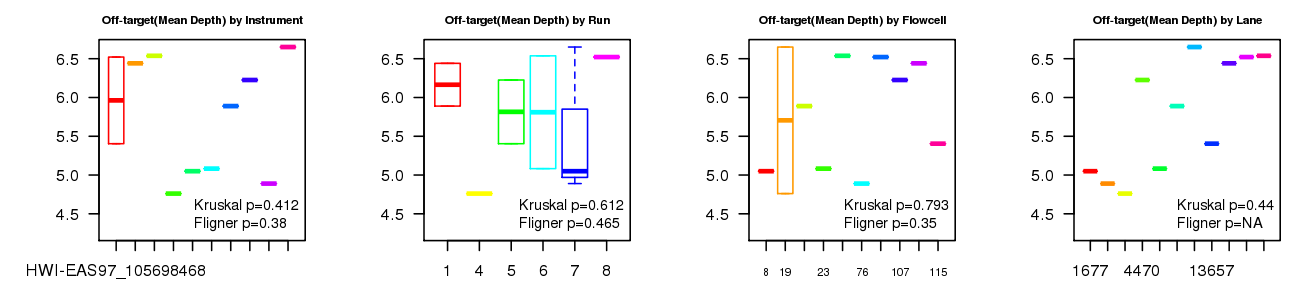 Off-target(Mean Depth) by Instrument
6.5
6.0
5.5
5.0
4.5
Kruskal p=0.412
Fligner p=0.38
HWI-EAS97_105698468
Off-target(Mean Depth) by Run
6.5
6.0
5.5
5.0
4.5
Kruskal p=0.612
Fligner p=0.465
1 4 5 6 7 8
Off-target(Mean Depth) by Flowcell
6.5
6.0
5.5
5.0
4.5
Kruskal p=0.793
Fligner p=0.35
8 19 23 76 107 115
Off-target(Mean Depth) by Lane
6.5
6.0
5.5
5.0
4.5
Kruskal p=0.44
Fligner p=NA
1677 4470 13657